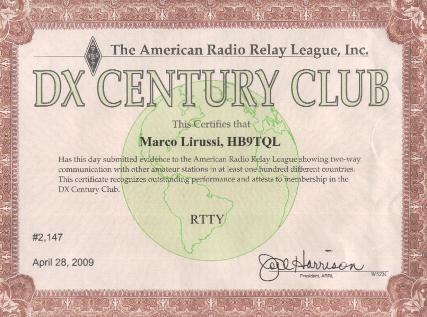 The American Radio Relay League, Inc.
DX CENTURY CLUB
This Certifies that
Marco Lirussi, HB9TQL
Has this day submitted evidence to the American Radio Relay League showing two-way
communication with other amateur stations in at least one hundred different countries.
This certificate recognizes outstanding performance and attests to membership in the
DX Century Club.
RTTY
#2,147
April 28, 2009
Joel Harrison
President, ARRL